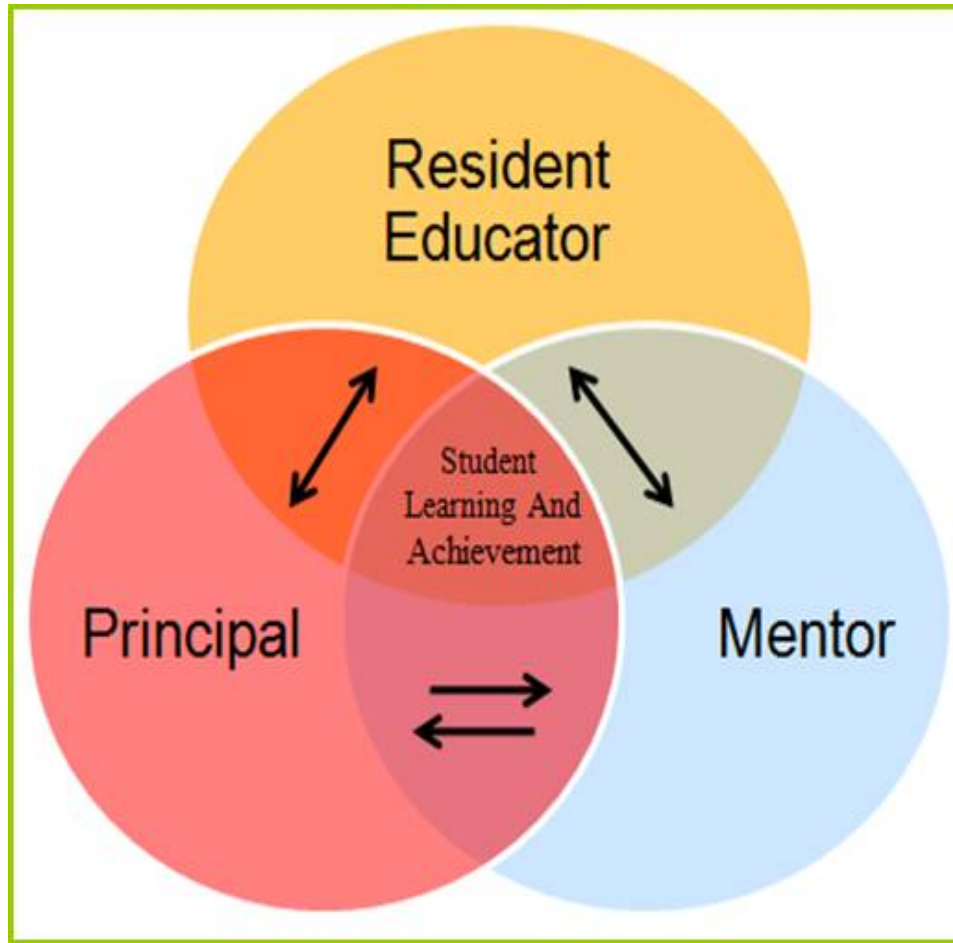 Resident
Educator
Student
Learning And
Achievement
Principal
Mentor